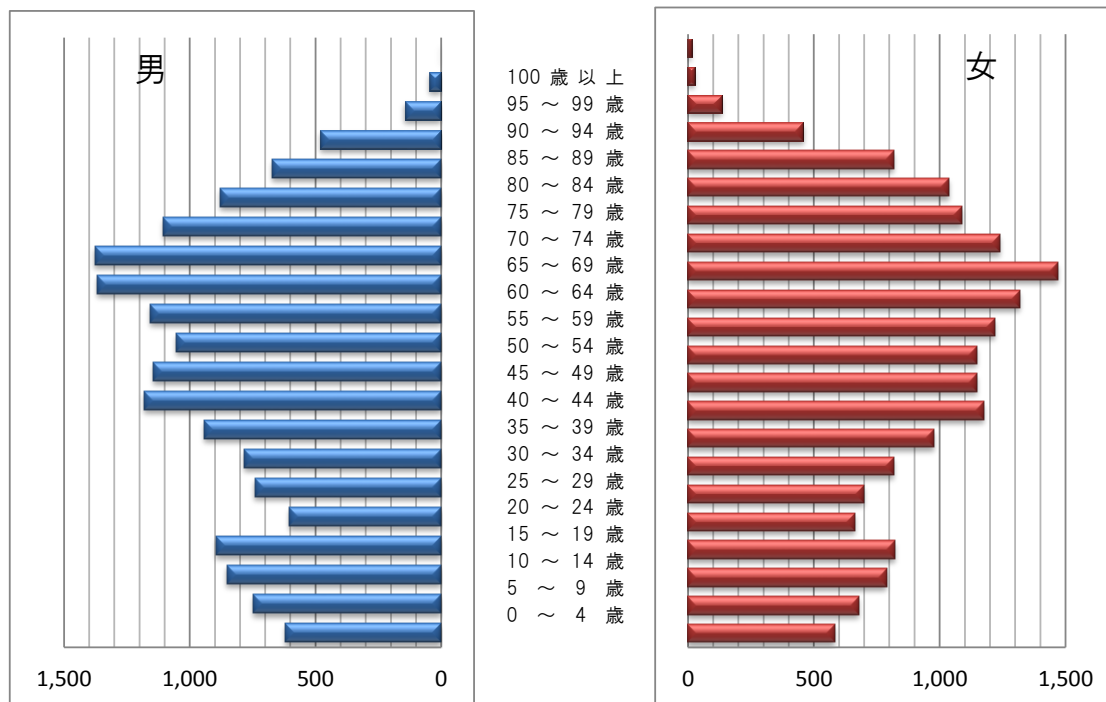 男
女
100 歳 以 上
95 ～ 99 歳
90 ～ 94 歳
85 ～ 89 歳
80 ～ 84 歳
75 ～ 79 歳
70 ～ 74 歳
65 ～ 69 歳
60 ～ 64 歳
55 ～ 59 歳
50 ～ 54 歳
45 ～ 49 歳
40 ～ 44 歳
35 ～ 39 歳
30 ～ 34 歳
25 ～ 29 歳
20 ～ 24 歳
15 ～ 19 歳
10 ～ 14 歳
5 ～ 9 歳
0 ～ 4 歳
1,500 1,000 500 0
0 500 1,000 1,500